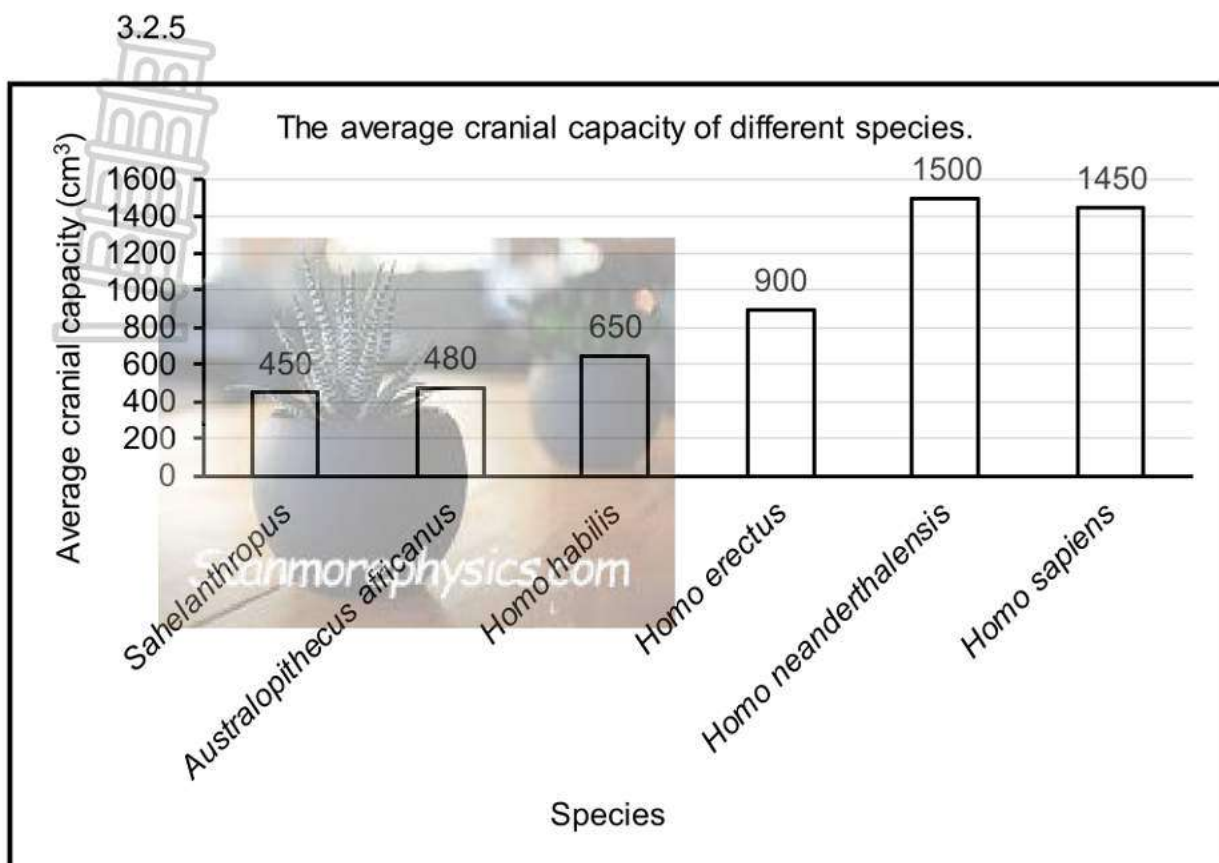 3.2.5
The average cranial capacity of different species.
Average cranial capacity (cm³)
1600
1400
1200
1000
800
600
400
200
0
450
480
650
900
1500
1450
Sahelanthropus
Australopithecus africanus
Homo habilis
Homo erectus
Homo neanderthalensis
Homo sapiens
Species
Stanmorephysics.com